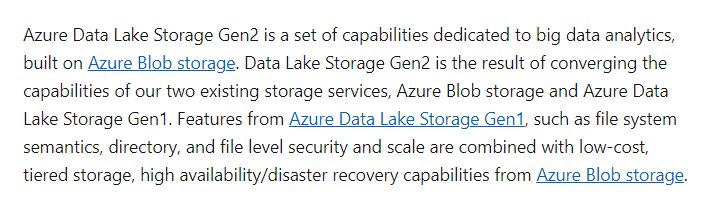 Azure Data Lake Storage Gen2 is a set of capabilities dedicated to big data analytics,
built on Azure Blob storage. Data Lake Storage Gen2 is the result of converging the
capabilities of our two existing storage services, Azure Blob storage and Azure Data
Lake Storage Gen1. Features from Azure Data Lake Storage Gen1, such as file system
semantics, directory, and file level security and scale are combined with low-cost,
tiered storage, high availability/disaster recovery capabilities from Azure Blob storage.